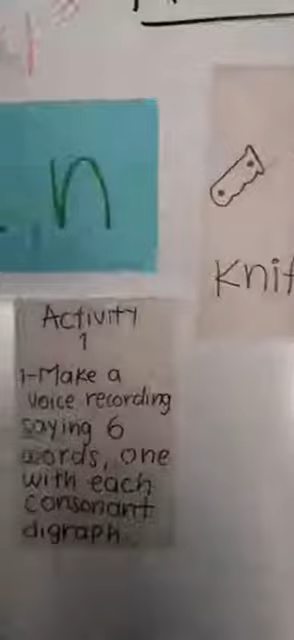 n
Knif
Activity
1
1-Make a
voice recording
saying 6
words, one
with each
consonant
digraph.